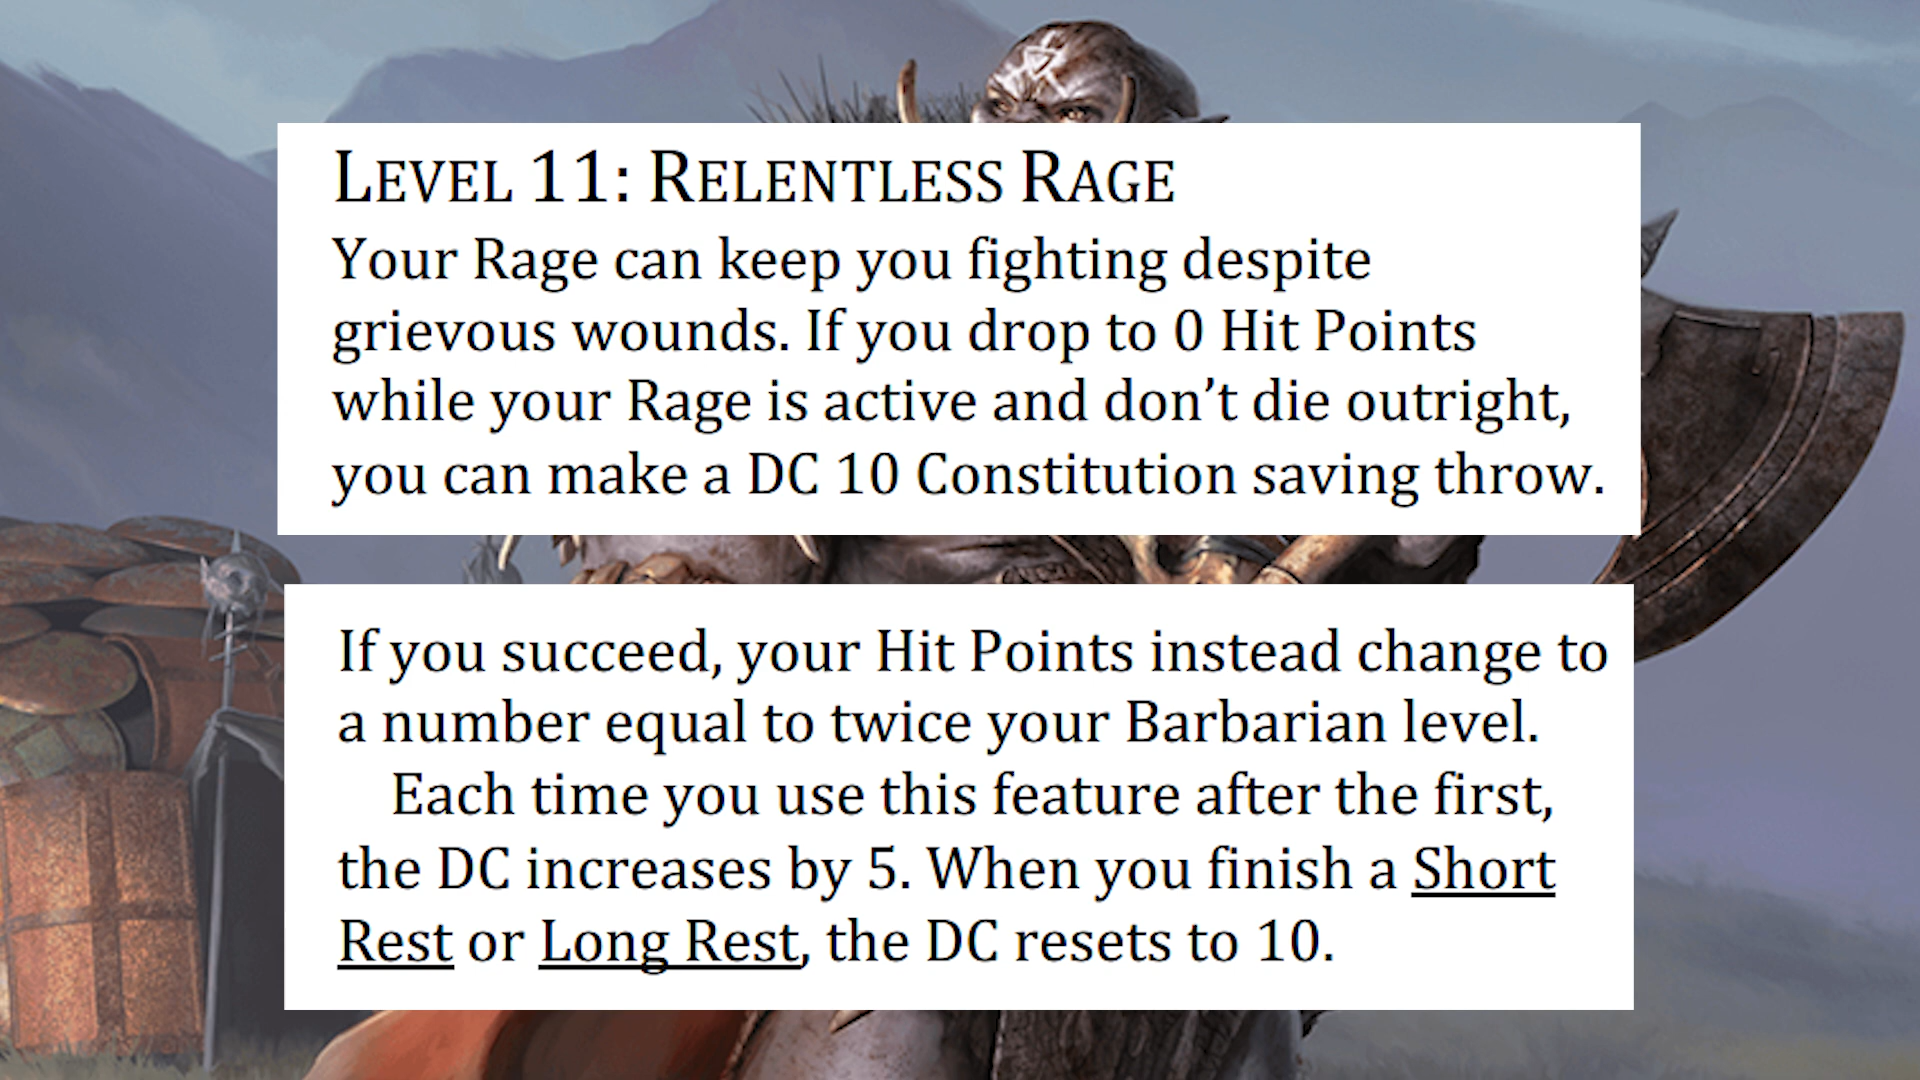 LEVEL 11: RELENTLESS RAGE
Your Rage can keep you fighting despite
grievous wounds. If you drop to 0 Hit Points
while your Rage is active and don’t die outright,
you can make a DC 10 Constitution saving throw.
If you succeed, your Hit Points instead change to
a number equal to twice your Barbarian level.
Each time you use this feature after the first,
the DC increases by 5. When you finish a Short
Rest or Long Rest, the DC resets to 10.